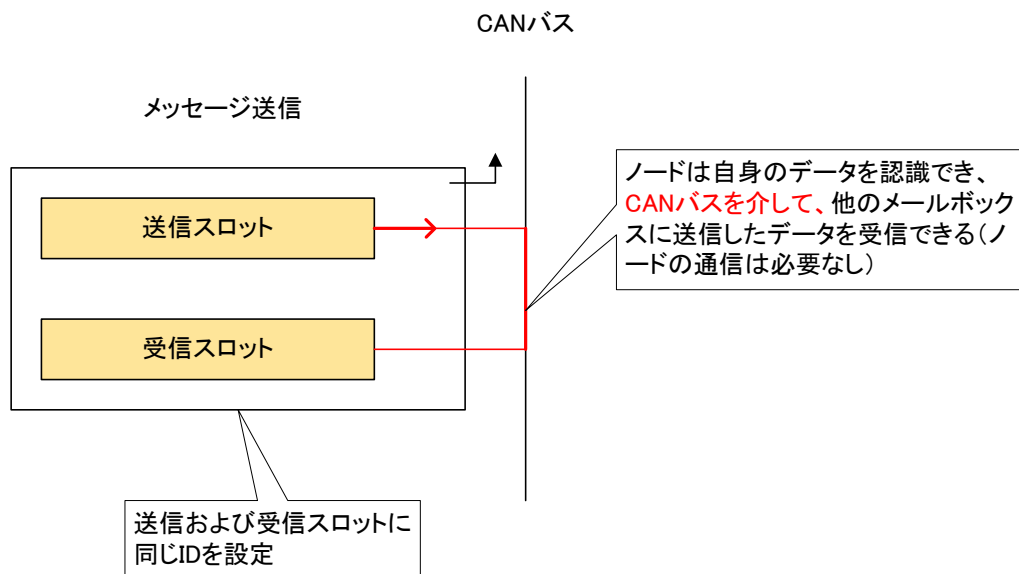 CANバス
メッセージ送信
送信スロット
受信スロット
ノードは自身のデータを認識でき、
CANバスを介して、他のメールボック
スに送信したデータを受信できる(ノ
ードの通信は必要なし)
送信および受信スロットに
同じIDを設定